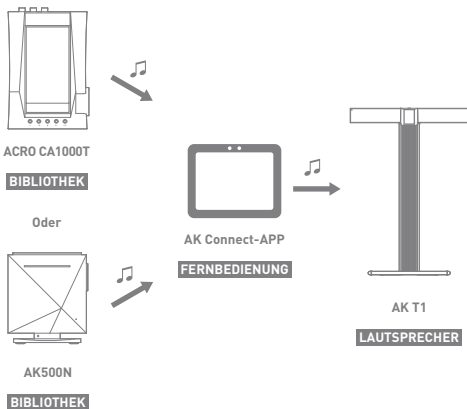 ACRO CA1000T
BIBLIOTHEK
Oder
AK500N
BIBLIOTHEK
AK Connect-APP
FERNBEDIENUNG
AK T1
LAUTSPRECHER